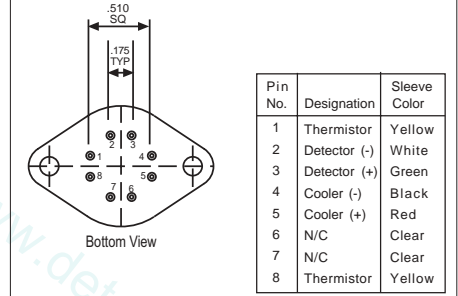 .510
SQ
.175
TYP
2 3
1 4
8 5
7 6
Bottom View
Pin No. Designation Sleeve Color
1 Thermistor Yellow
2 Detector (-) White
3 Detector (+) Green
4 Cooler (-) Black
5 Cooler (+) Red
6 N/C Clear
7 N/C Clear
8 Thermistor Yellow